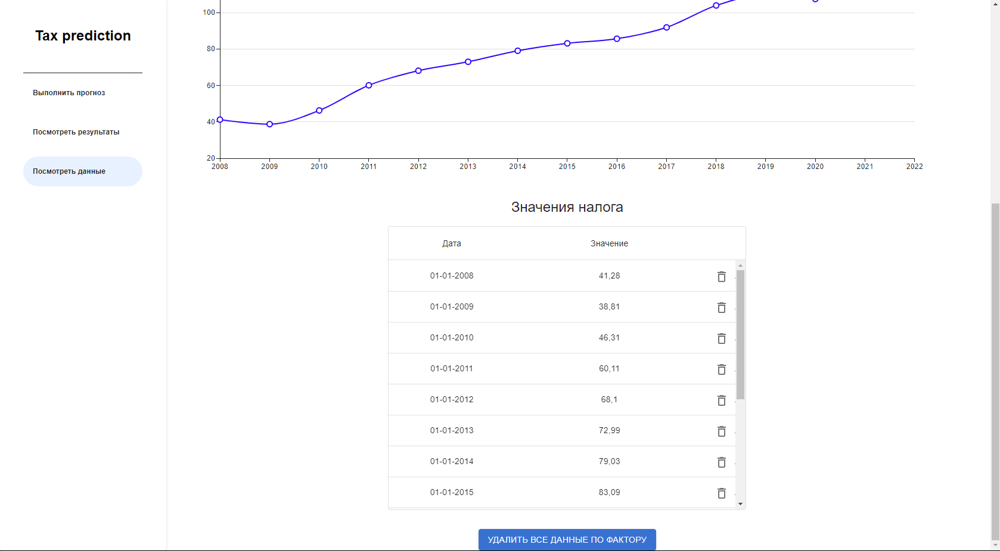 Tax prediction
Выполнить прогноз
Посмотреть результаты
Посмотреть данные
100
80
60
40
20
2008 2009 2010 2011 2012 2013 2014 2015 2016 2017 2018 2019 2020 2021 2022
Значения налога
Дата Значение
01-01-2008 41,28
01-01-2009 38,81
01-01-2010 46,31
01-01-2011 60,11
01-01-2012 68,1
01-01-2013 72,99
01-01-2014 79,03
01-01-2015 83,09
УДАЛИТЬ ВСЕ ДАННЫЕ ПО ФАКТОРУ